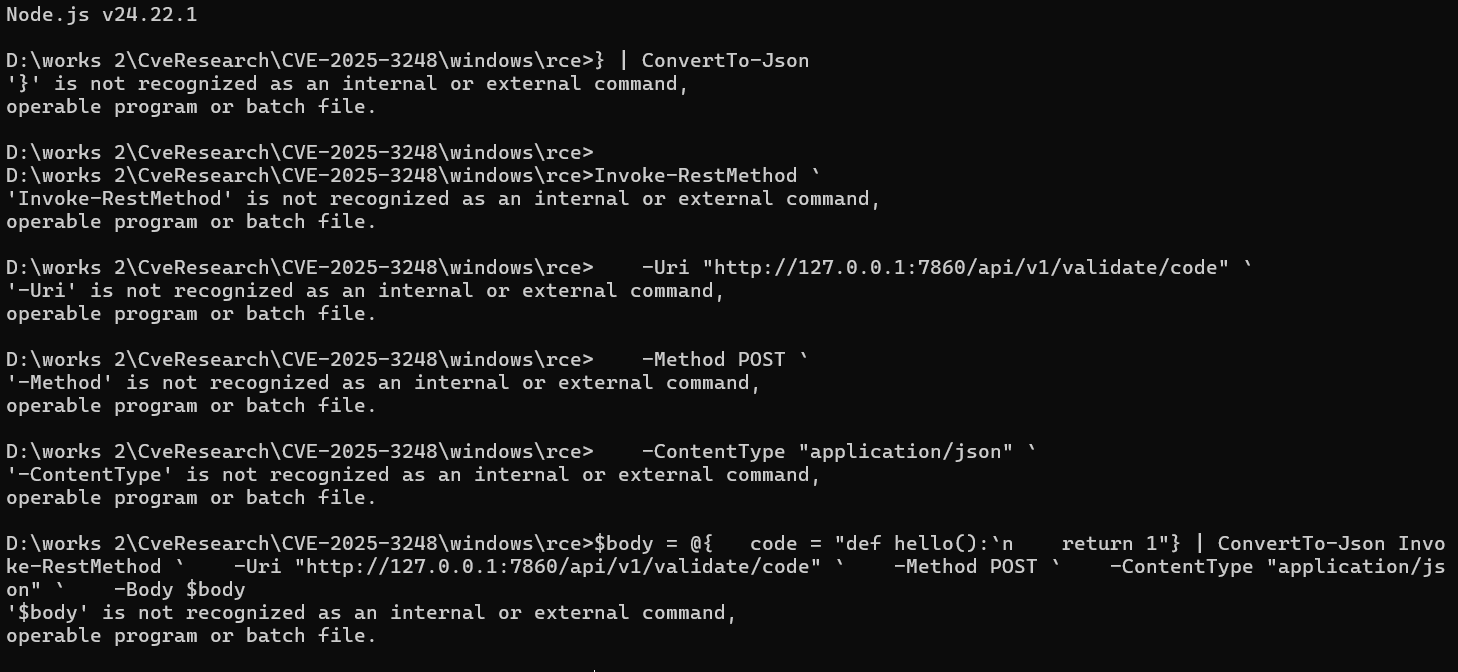 Node.js v24.22.1
D:\works 2\CveResearch\CVE-2025-3248\windows\rce>} | ConvertTo-Json
'}' is not recognized as an internal or external command,
operable program or batch file.
D:\works 2\CveResearch\CVE-2025-3248\windows\rce>
D:\works 2\CveResearch\CVE-2025-3248\windows\rce>Invoke-RestMethod `
'Invoke-RestMethod' is not recognized as an internal or external command,
operable program or batch file.
D:\works 2\CveResearch\CVE-2025-3248\windows\rce>    -Uri "http://127.0.0.1:7860/api/v1/validate/code" `
'-Uri' is not recognized as an internal or external command,
operable program or batch file.
D:\works 2\CveResearch\CVE-2025-3248\windows\rce>    -Method POST `
'-Method' is not recognized as an internal or external command,
operable program or batch file.
D:\works 2\CveResearch\CVE-2025-3248\windows\rce>    -ContentType "application/json" `
'-ContentType' is not recognized as an internal or external command,
operable program or batch file.
D:\works 2\CveResearch\CVE-2025-3248\windows\rce>$body = @{   code = "def hello():`n    return 1"} | ConvertTo-Json Invo
ke-RestMethod `    -Uri "http://127.0.0.1:7860/api/v1/validate/code" `    -Method POST `    -ContentType "application/js
on" `    -Body $body
'$body' is not recognized as an internal or external command,
operable program or batch file.